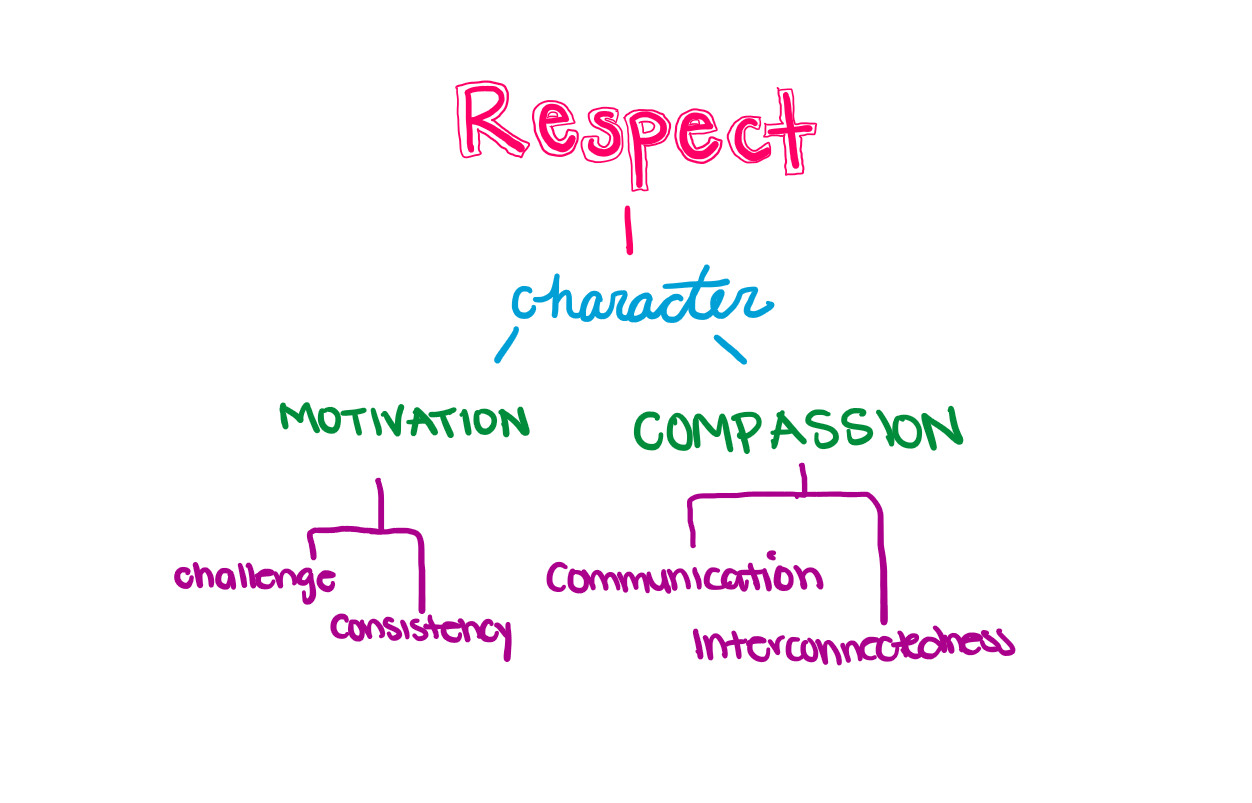 Respect
character
MOTIVATION
COMPASSION
challenge
Communication
Consistency
Interconnectedness